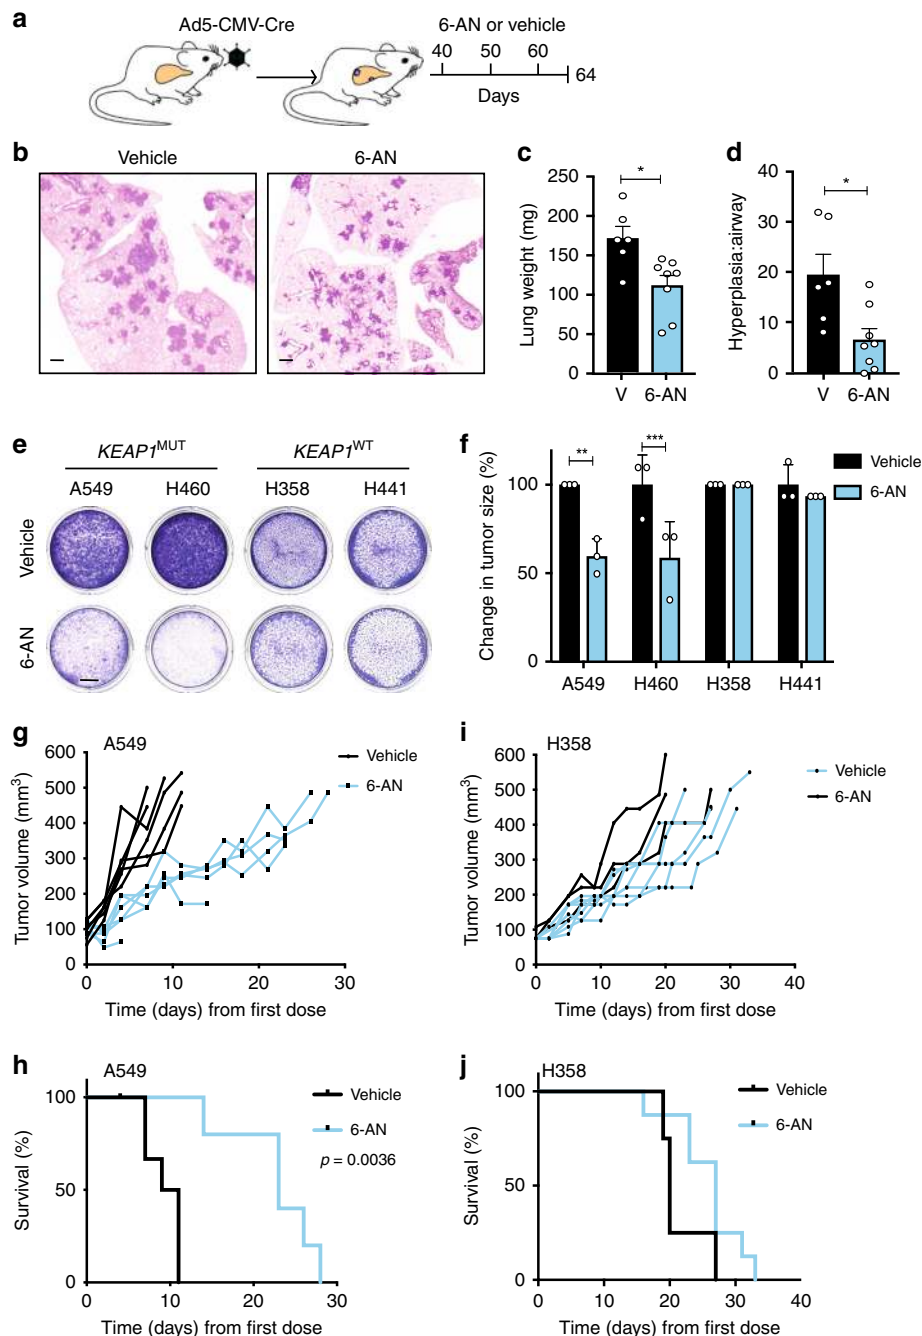 a
Ad5-CMV-Cre
6-AN or vehicle
40 50 60
64
Days
b
Vehicle 6-AN
c
*
250
200
150
100
50
0
Lung weight (mg)
V 6-AN
d
*
40
30
20
10
0
Hyperplasia:airway
V 6-AN
e
KEAP1MUT KEAP1WT
A549 H460 H358 H441
Vehicle
6-AN
f
** ***
Vehicle
6-AN
100
50
0
Change in tumor size (%)
A549 H460 H358 H441
g
A549
600
500
400
300
200
100
0
Tumor volume (mm3)
Vehicle
6-AN
0 10 20 30
Time (days) from first dose
i
H358
600
500
400
300
200
100
0
Tumor volume (mm3)
Vehicle
6-AN
0 10 20 30 40
Time (days) from first dose
h
A549
100
50
0
Survival (%)
Vehicle
6-AN
p = 0.0036
0 10 20 30
Time (days) from first dose
j
H358
100
50
0
Survival (%)
Vehicle
6-AN
0 10 20 30 40
Time (days) from first dose